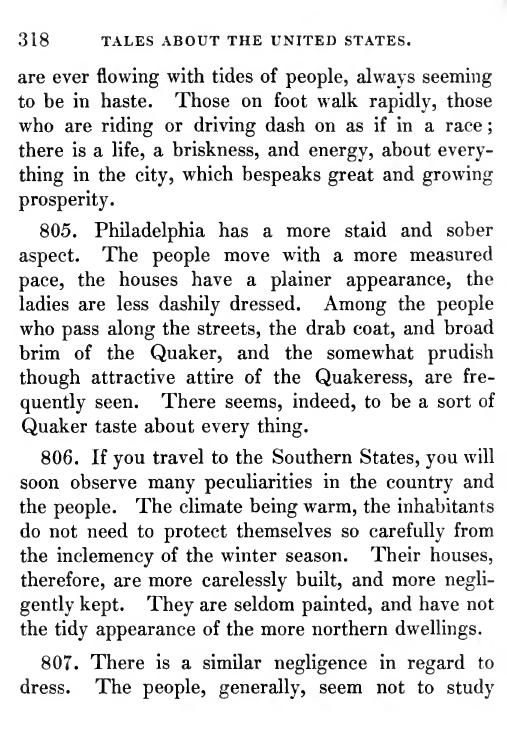 318 TALES ABOUT THE UNITED STATES.
are ever flowing with tides of people, always seeming
to be in haste. Those on foot walk rapidly, those
who are riding or driving dash on as if in a race;
there is a life, a briskness, and energy, about every-
thing in the city, which bespeaks great and growing
prosperity.
805. Philadelphia has a more staid and sober
aspect. The people move with a more measured
pace, the houses have a plainer appearance, the
ladies are less dashily dressed. Among the people
who pass along the streets, the drab coat, and broad
brim of the Quaker, and the somewhat prudish
though attractive attire of the Quakeress, are fre-
quently seen. There seems, indeed, to be a sort of
Quaker taste about every thing.
806. If you travel to the Southern States, you will
soon observe many peculiarities in the country and
the people. The climate being warm, the inhabitants
do not need to protect themselves so carefully from
the inclemency of the winter season. Their houses,
therefore, are more carelessly built, and more negli-
gently kept. They are seldom painted, and have not
the tidy appearance of the more northern dwellings.
807. There is a similar negligence in regard to
dress. The people, generally, seem not to study